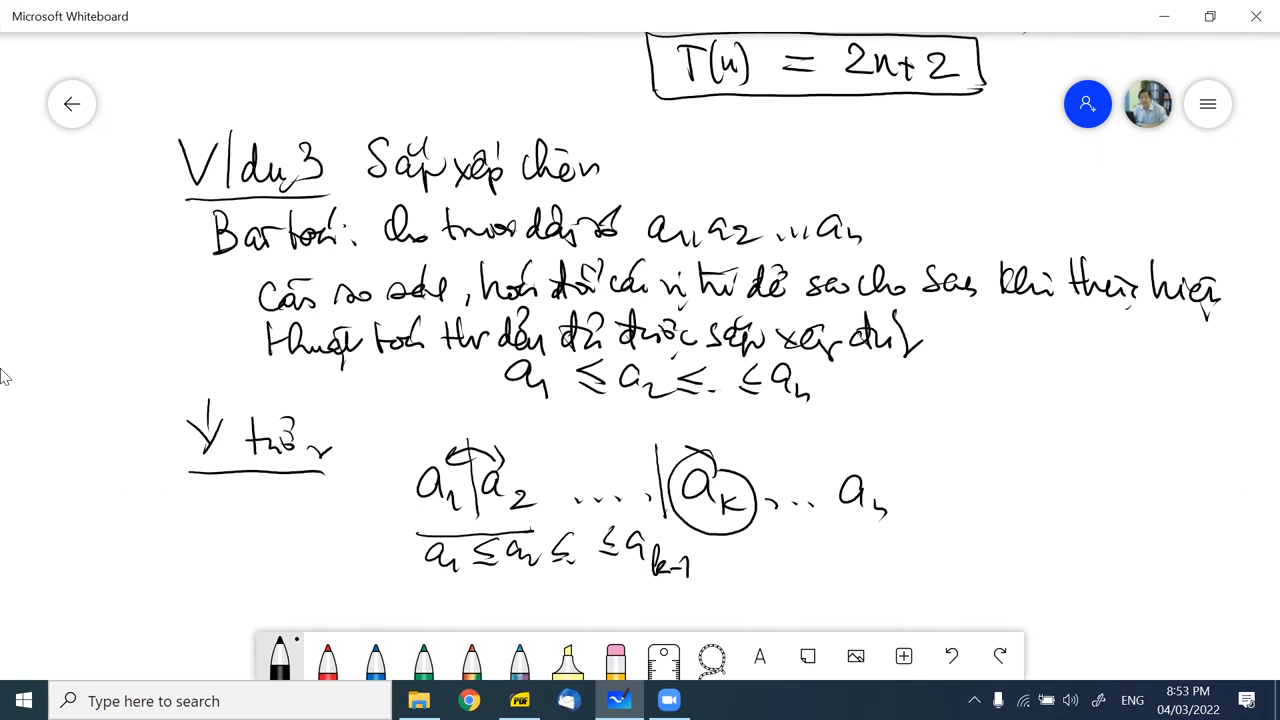 Microsoft Whiteboard
T(n) = 2n+2
V/dụ 3 Sắp xếp chèn
Bài toán: Cho trước dãy số a1, a2 ... an
Cần so sánh, hoán đổi các vị trí để sao cho sau khi thực hiện
thuật toán thì dãy đã được sắp xếp
a1 ≤ a2 ≤ .. ≤ an
Ý tưởng
a1 | a2 .... | ak ... an
a1 ≤ a2 ≤ .. ≤ ak-1
A
Type here to search
PDF
ENG
8:53 PM
04/03/2022